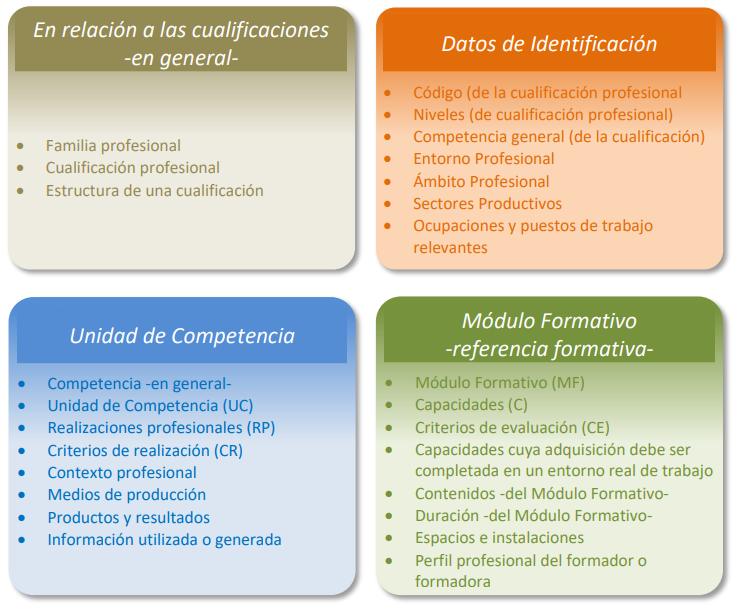 En relación a las cualificaciones
-en general-
• Familia profesional
• Cualificación profesional
• Estructura de una cualificación
Datos de Identificación
• Código (de la cualificación profesional
• Niveles (de cualificación profesional)
• Competencia general (de la cualificación)
• Entorno Profesional
• Ámbito Profesional
• Sectores Productivos
• Ocupaciones y puestos de trabajo
relevantes
Unidad de Competencia
• Competencia -en general-
• Unidad de Competencia (UC)
• Realizaciones profesionales (RP)
• Criterios de realización (CR)
• Contexto profesional
• Medios de producción
• Productos y resultados
• Información utilizada o generada
Módulo Formativo
-referencia formativa-
• Módulo Formativo (MF)
• Capacidades (C)
• Criterios de evaluación (CE)
• Capacidades cuya adquisición debe ser
completada en un entorno real de trabajo
• Contenidos -del Módulo Formativo-
• Duración -del Módulo Formativo-
• Espacios e instalaciones
• Perfil profesional del formador o
formadora